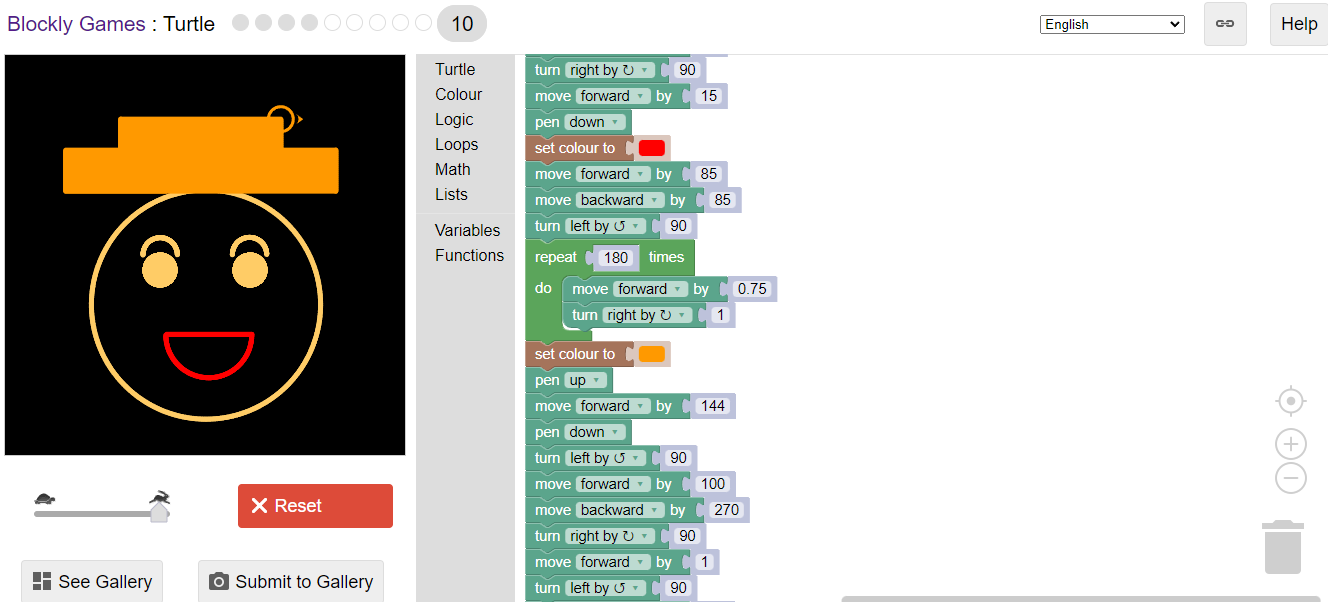 Blockly Games : Turtle 10 English Help
Turtle
Colour
Logic
Loops
Math
Lists
Variables
Functions
turn right by ↻ 90
move forward by 15
pen down
set colour to
move forward by 85
move backward by 85
turn left by ↺ 90
repeat 180 times
do move forward by 0.75
turn right by ↻ 1
set colour to
pen up
move forward by 144
pen down
turn left by ↺ 90
move forward by 100
move backward by 270
turn right by ↻ 90
move forward by 1
turn left by ↺ 90
Reset
See Gallery
Submit to Gallery